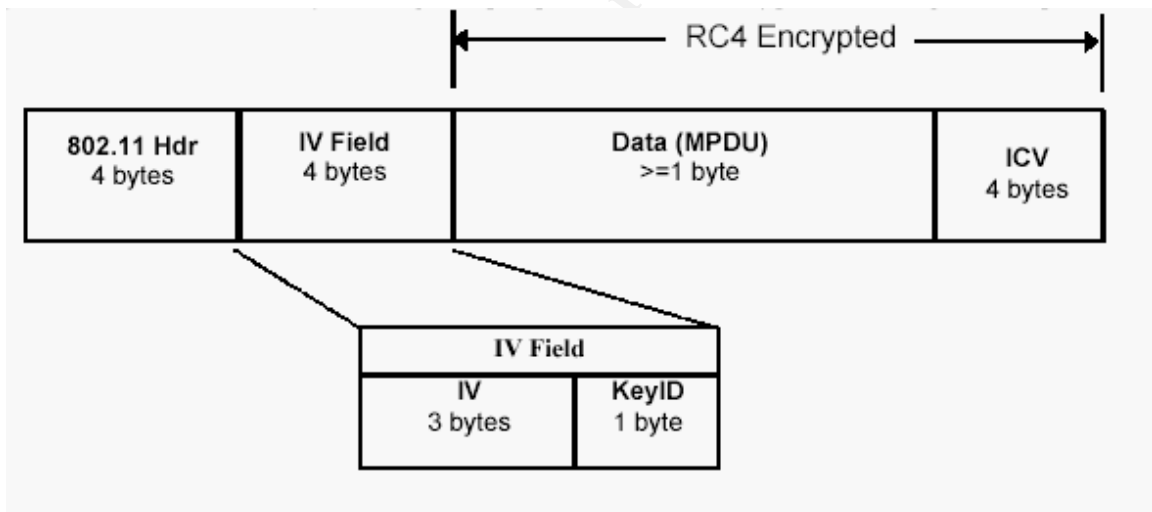 RC4 Encrypted
802.11 Hdr
4 bytes
IV Field
4 bytes
Data (MPDU)
>=1 byte
ICV
4 bytes
IV Field
IV
3 bytes
KeyID
1 byte